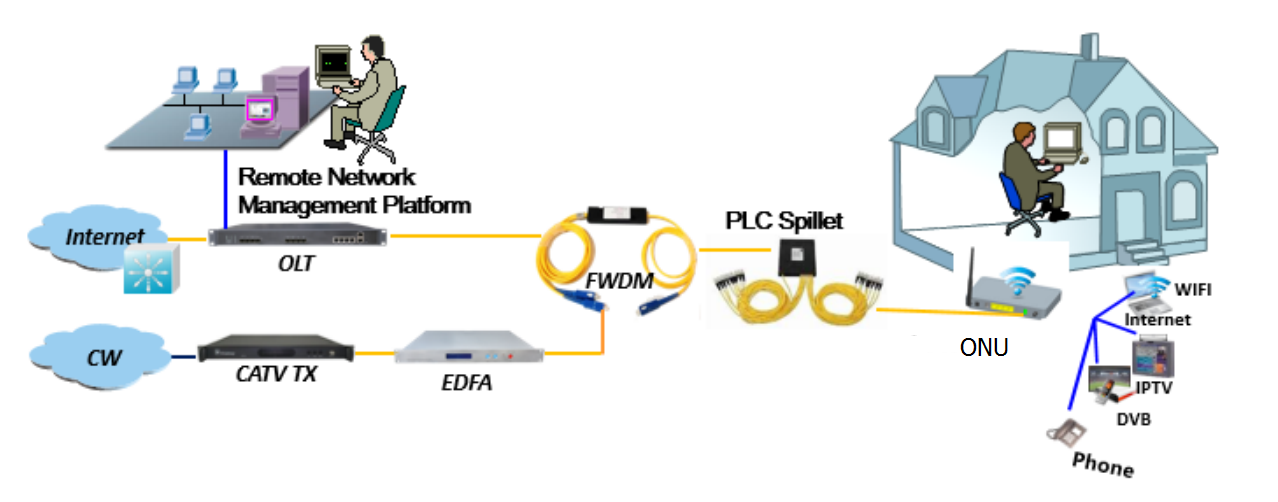 Remote Network
Management Platform
Internet
OLT
FWDM
PLC Spillet
CW
CATV TX
EDFA
ONU
WIFI
Internet
IPTV
DVB
Phone